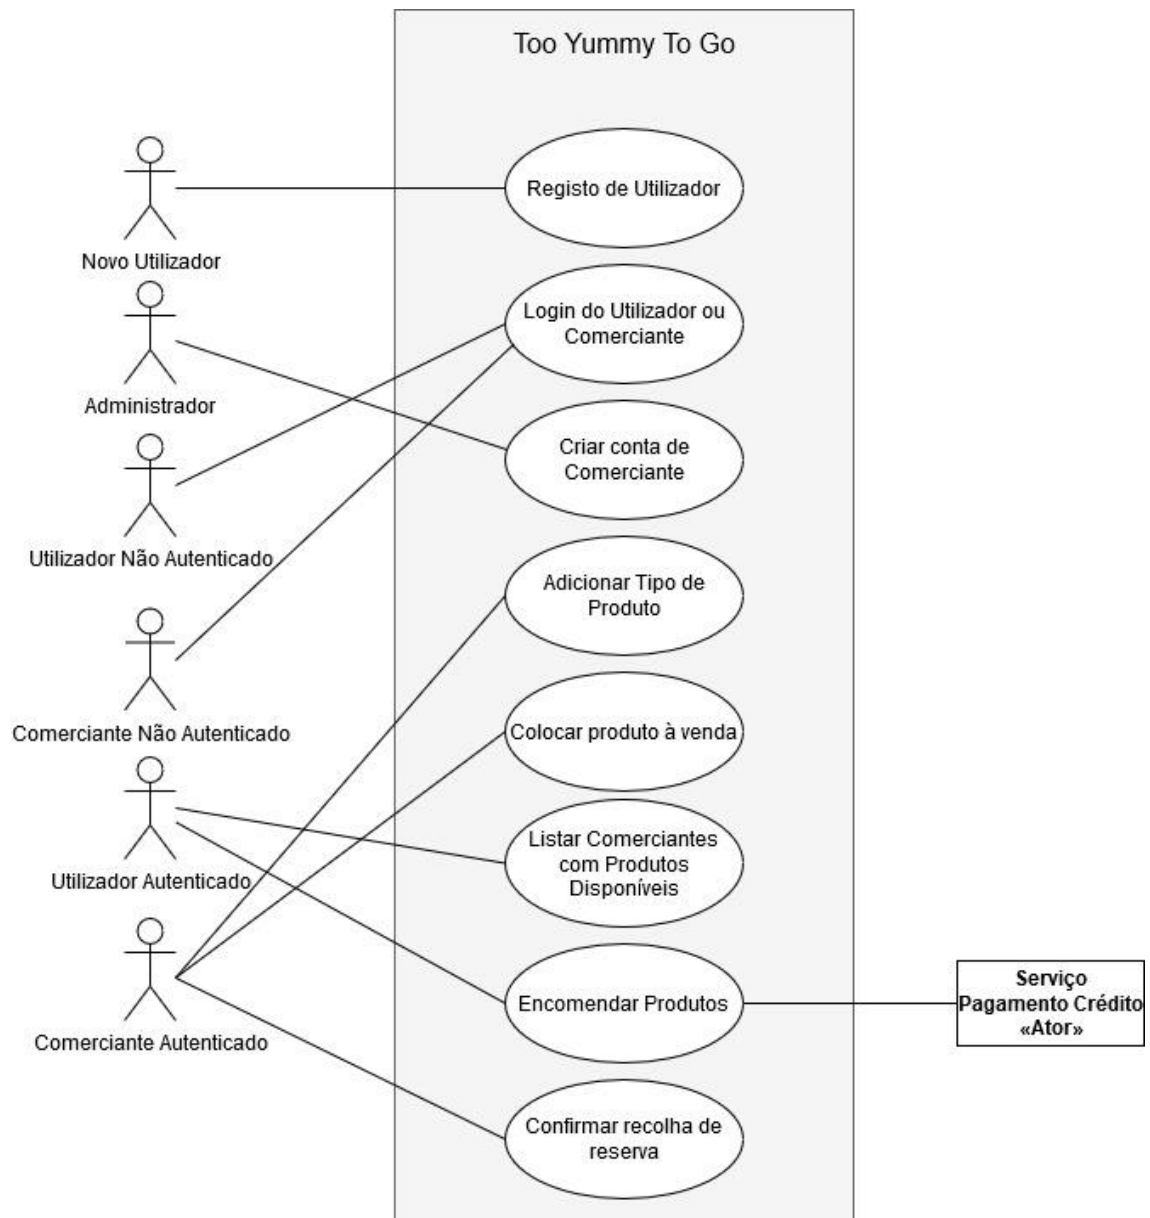 Too Yummy To Go
Novo Utilizador
Registo de Utilizador
Administrador
Login do Utilizador ou
Comerciante
Utilizador Não Autenticado
Criar conta de
Comerciante
Comerciante Não Autenticado
Adicionar Tipo de
Produto
Colocar produto à venda
Utilizador Autenticado
Listar Comerciantes
com Produtos
Disponíveis
Comerciante Autenticado
Encomendar Produtos
Serviço
Pagamento Crédito
«Ator»
Confirmar recolha de
reserva